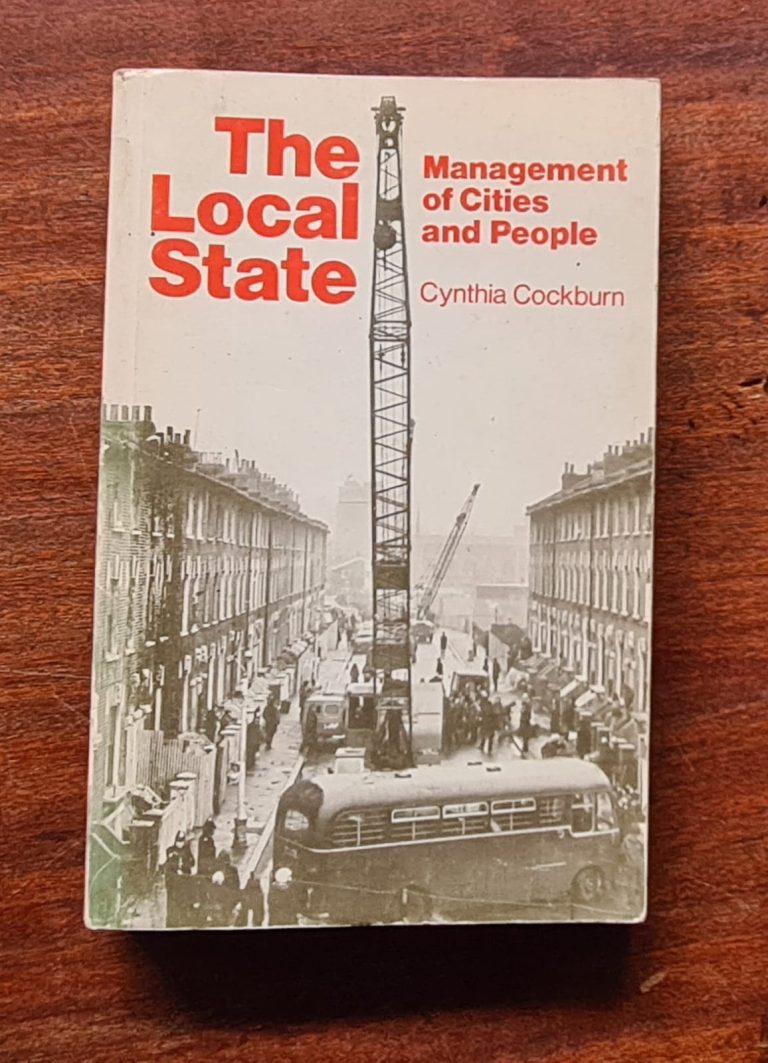 The
Local
State
Management
of Cities
and People
Cynthia Cockburn